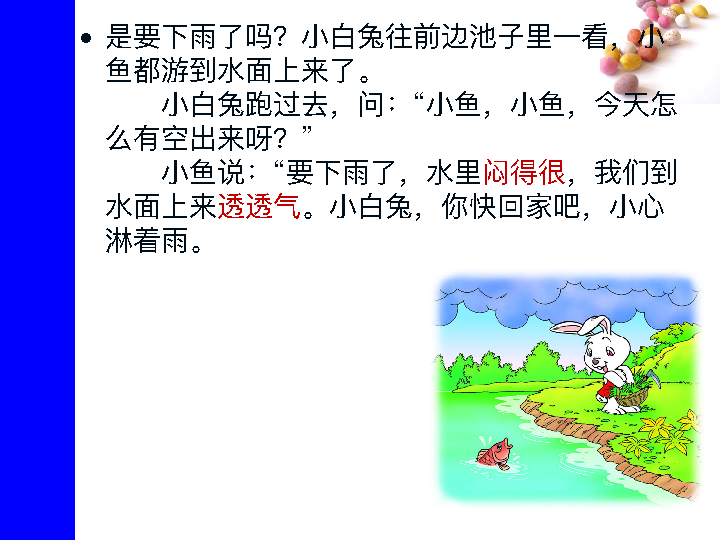 • 是要下雨了吗？小白兔往前边池子里一看，小
鱼都游到水面上来了。
小白兔跑过去，问：“小鱼，小鱼，今天怎
么有空出来呀？”
小鱼说：“要下雨了，水里闷得很，我们到
水面上来透透气。小白兔，你快回家吧，小心
淋着雨。